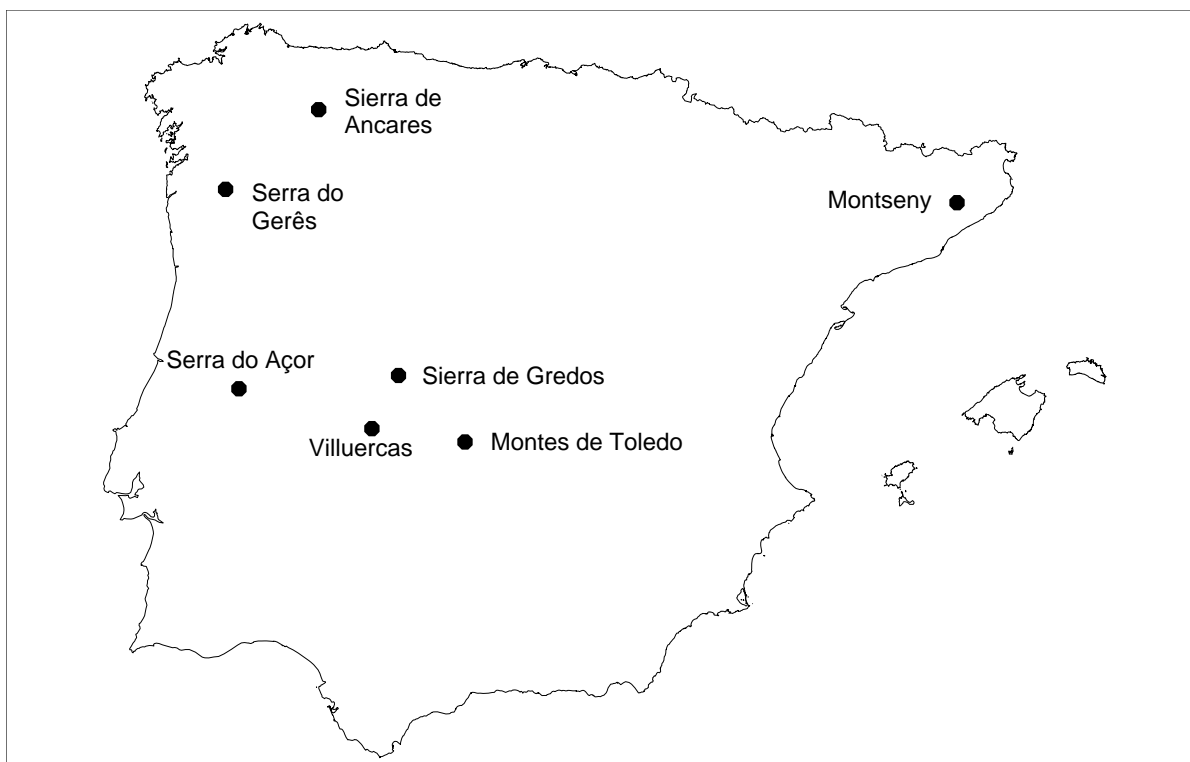 Sierra de
Ancares
Serra do
Gerês
Montseny
Serra do Açor
Sierra de Gredos
Villuercas
Montes de Toledo